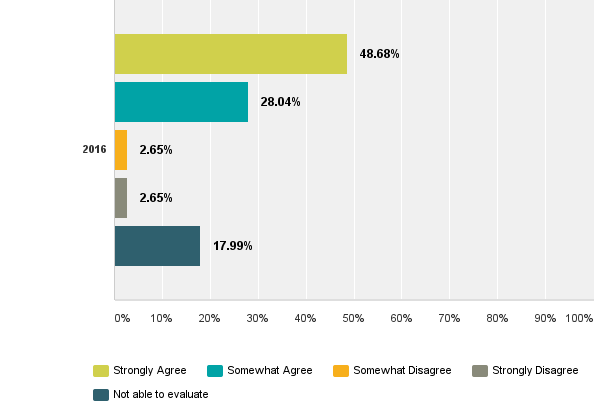 48.68%
28.04%
2016
2.65%
2.65%
17.99%
0% 10% 20% 30% 40% 50% 60% 70% 80% 90% 100%
Strongly Agree Somewhat Agree Somewhat Disagree Strongly Disagree
Not able to evaluate